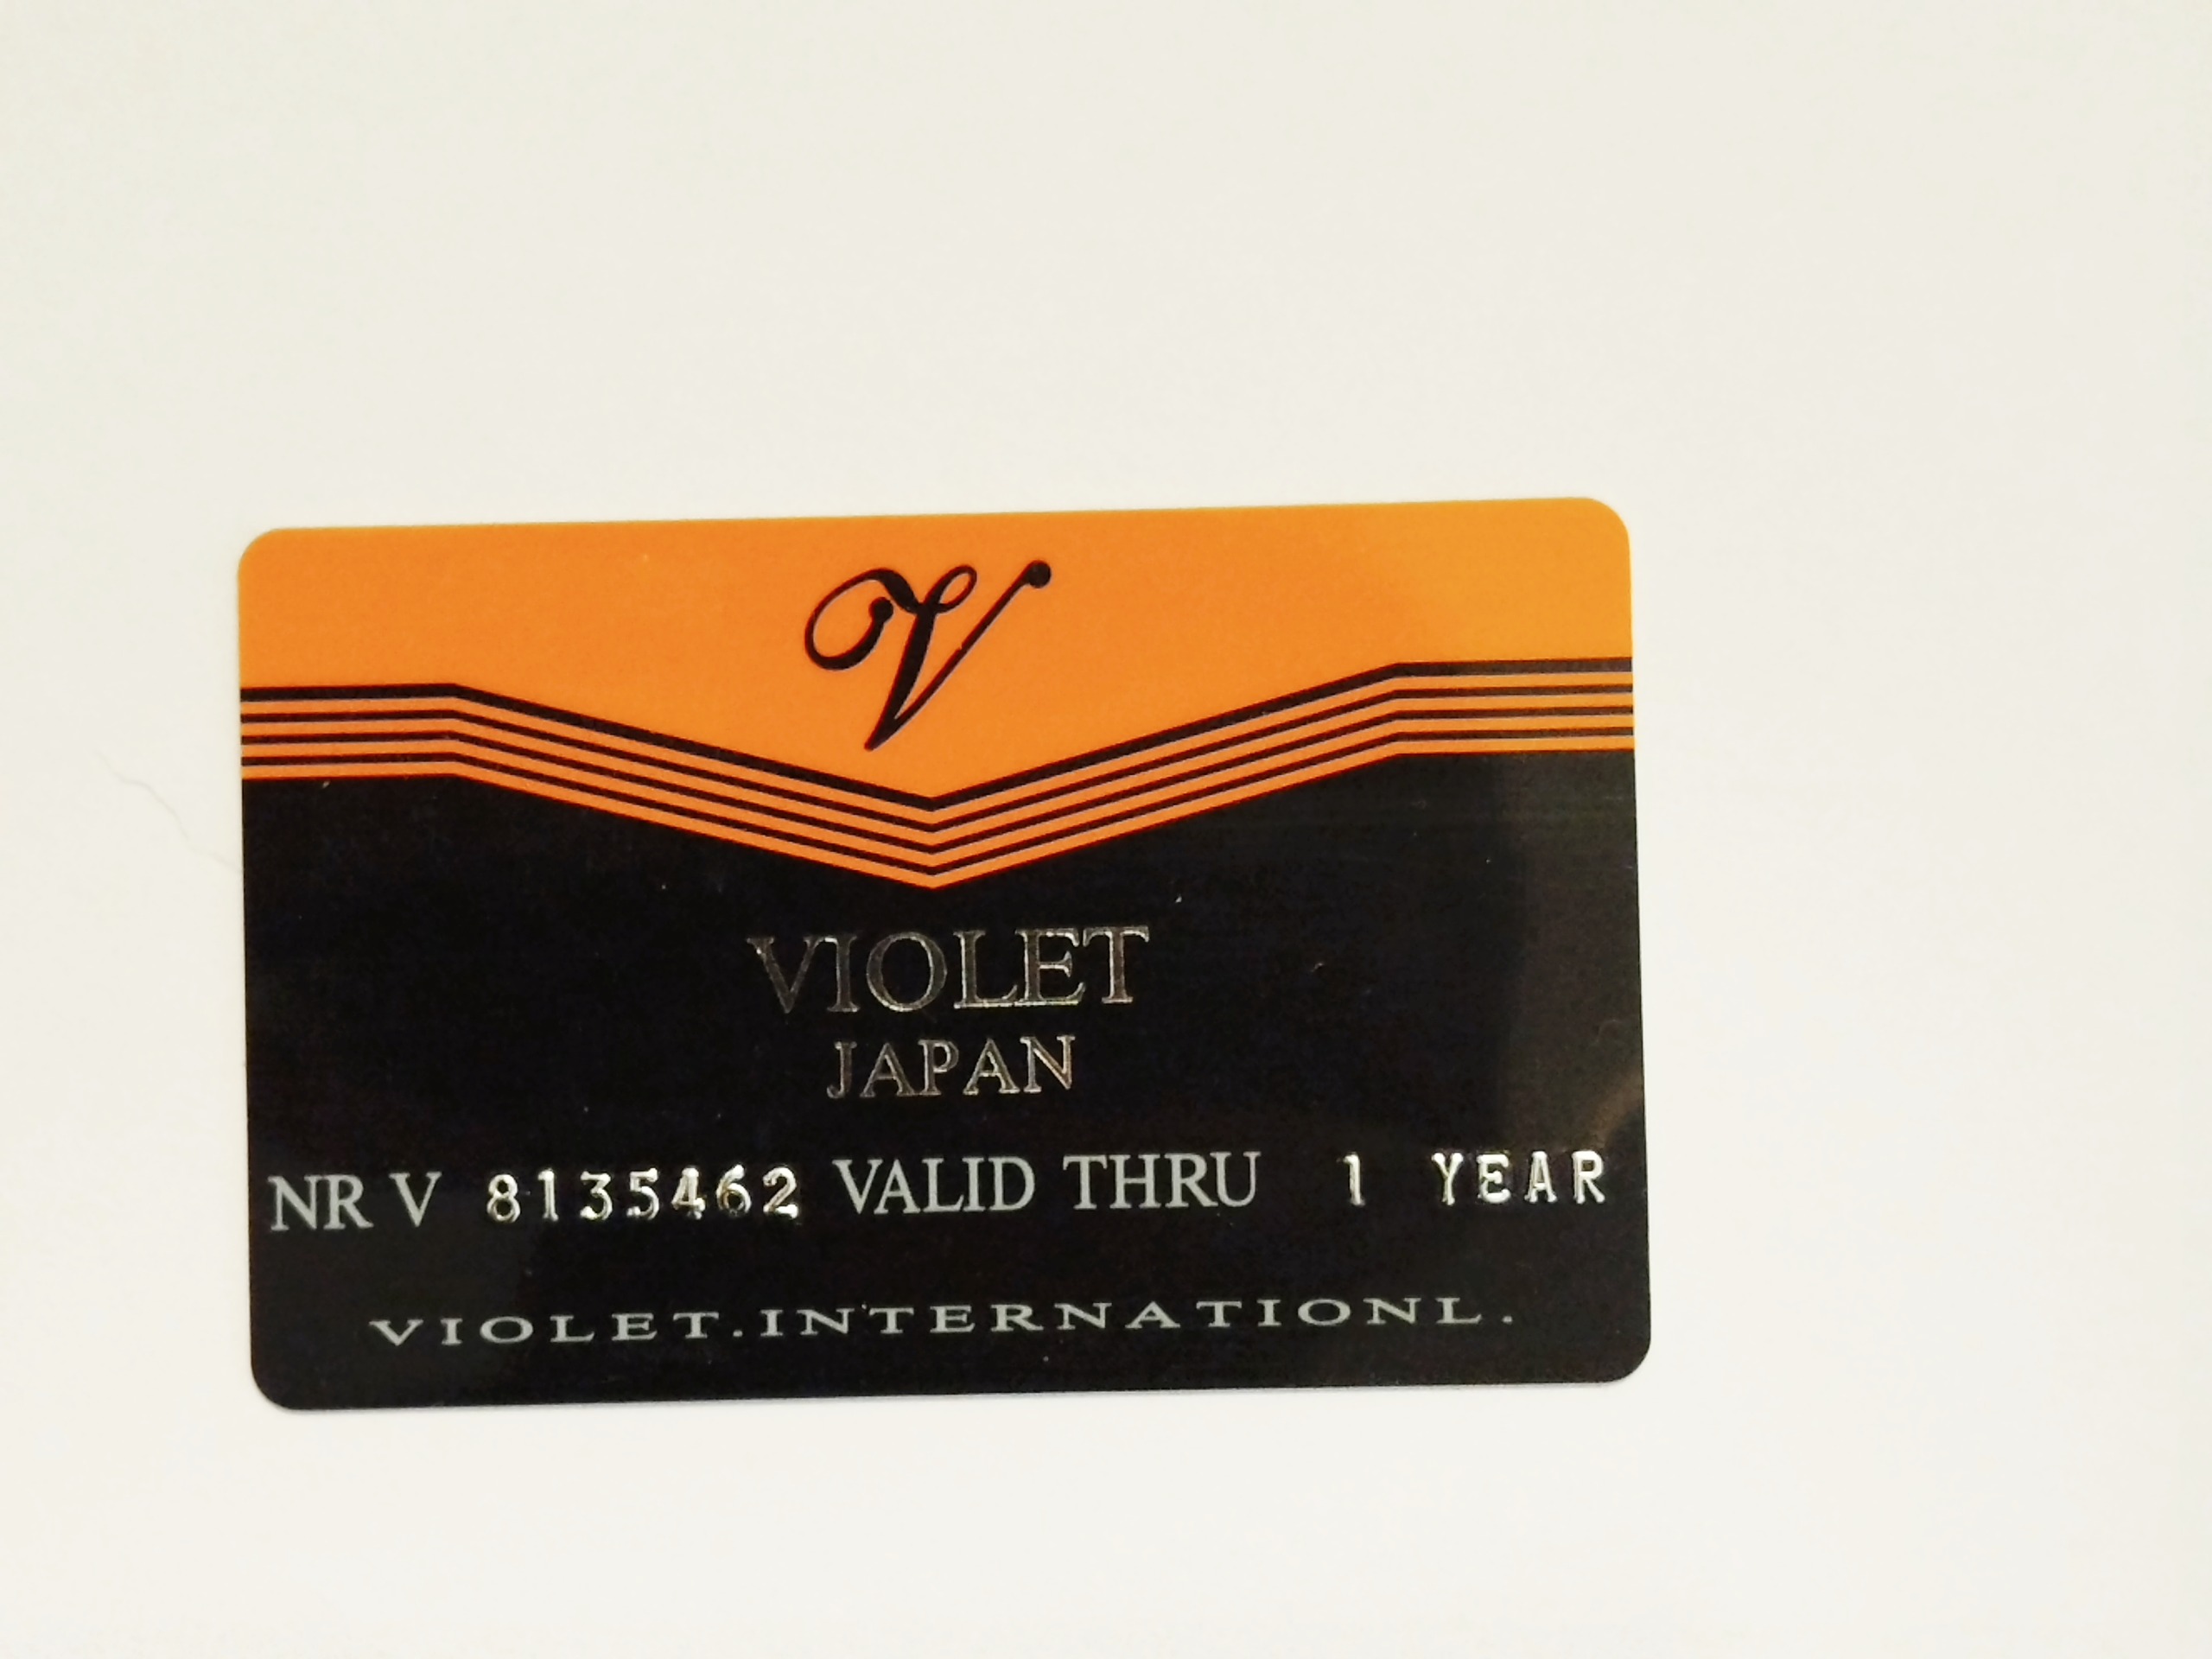 V
VIOLET
JAPAN
NR V 8135462 VALID THRU 1 YEAR
VIOLET.INTERNATIONL.